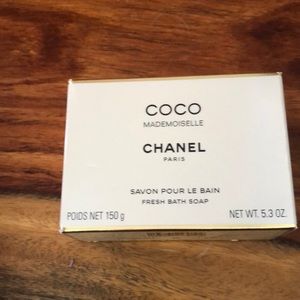 COCO
MADEMOISELLE
CHANEL
PARIS
SAVON POUR LE BAIN
FRESH BATH SOAP
POIDS NET 150 g NET WT. 5.3 OZ.